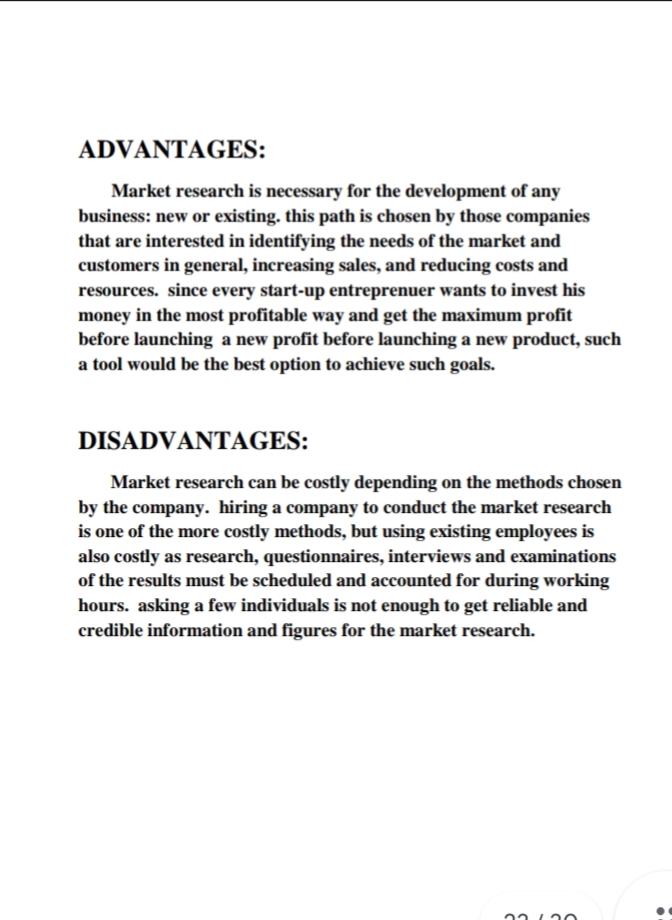 ADVANTAGES:
Market research is necessary for the development of any
business: new or existing. this path is chosen by those companies
that are interested in identifying the needs of the market and
customers in general, increasing sales, and reducing costs and
resources.  since every start-up entreprenuer wants to invest his
money in the most profitable way and get the maximum profit
before launching  a new profit before launching a new product, such
a tool would be the best option to achieve such goals.
DISADVANTAGES:
Market research can be costly depending on the methods chosen
by the company.  hiring a company to conduct the market research
is one of the more costly methods, but using existing employees is
also costly as research, questionnaires, interviews and examinations
of the results must be scheduled and accounted for during working
hours.  asking a few individuals is not enough to get reliable and
credible information and figures for the market research.